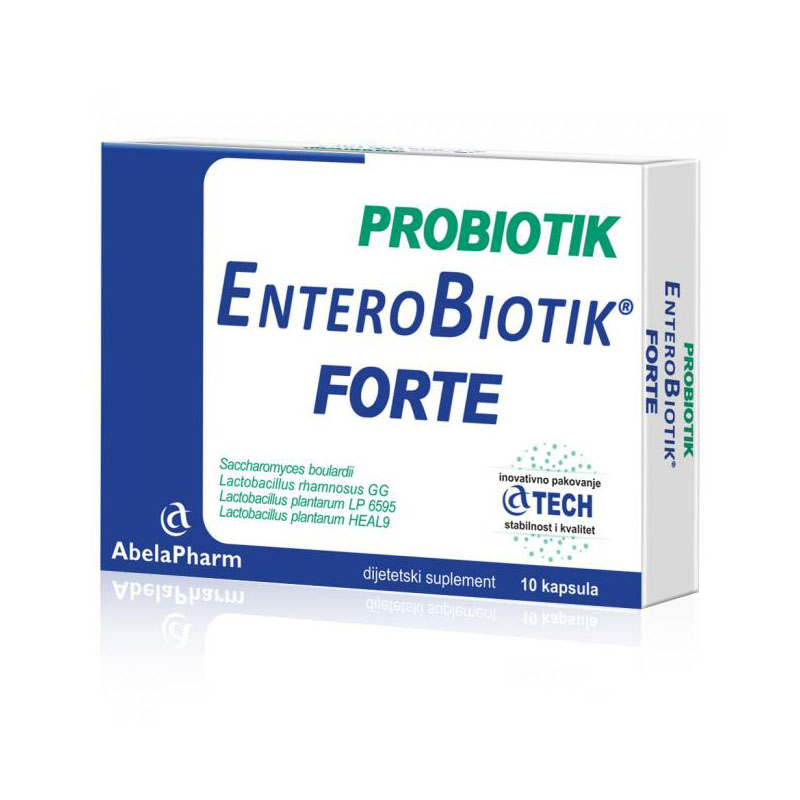 PROBIOTIK
ENTEROBIOTIK®
FORTE
Saccharomyces boulardii
Lactobacillus rhamnosus GG
Lactobacillus plantarum LP 6595
Lactobacillus plantarum HEAL9
inovativno pakovanje
@TECH
stabilnost i kvalitet
a
AbelaPharm
dijetetski suplement 10 kapsula
PROBIOTIK
ENTEROBIOTIK®
FORTE